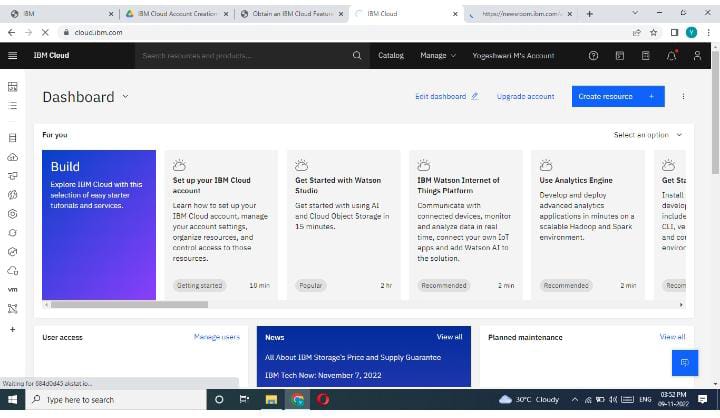 IBM
IBM Cloud Account Creation
Obtain an IBM Cloud Feature
IBM Cloud
https://newsroom.ibm.com/
cloud.ibm.com
Y
IBM Cloud
Search resources and products...
Catalog
Manage
Yogeshwari M's Account
Dashboard
Edit dashboard
Upgrade account
Create resource +
For you
Select an option
Build
Explore IBM Cloud with this
selection of easy starter
tutorials and services.
Set up your IBM Cloud
account
Learn how to set up your
IBM Cloud account, manage
your account settings,
organize resources, and
control access to those
resources.
Getting started
10 min
Get Started with Watson
Studio
Get started with using AI
and Cloud Object Storage in
15 minutes.
Popular
2 hr
IBM Watson Internet of
Things Platform
Communicate with
connected devices, monitor
and analyze data in real
time, connect your own IoT
apps and add Watson AI to
the solution.
Recommended
2 min
Use Analytics Engine
Develop and deploy
advanced analytics
applications in minutes on a
scalable Hadoop and Spark
environment.
Recommended
2 min
Get Sta
Install
develop
include
CLI, ve
and co
environ
Recom
vm
User access
Manage users
News
View all
All About IBM Storage's Price and Supply Guarantee
IBM Tech Now: November 7, 2022
Planned maintenance
View all
Waiting for 684d0d45.akstat.io...
Type here to search
30°C Cloudy
ENG
03:52 PM
09-11-2022